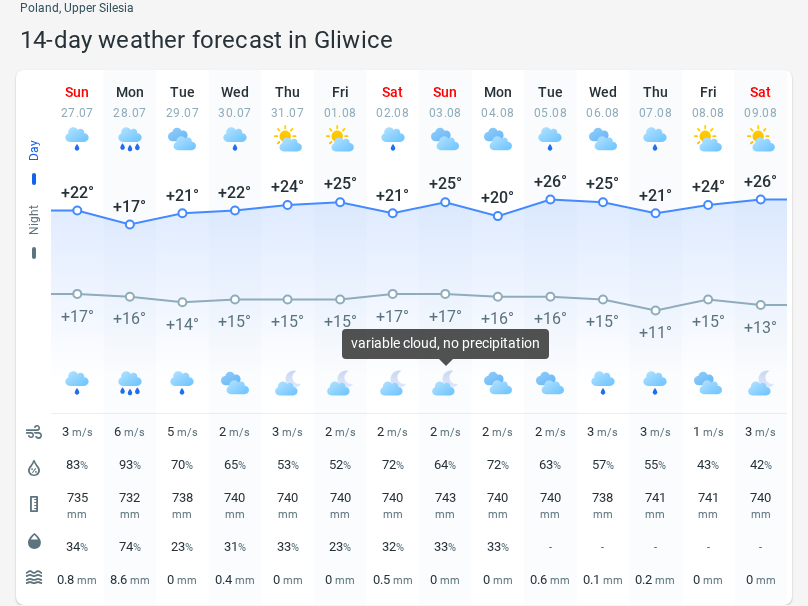 Poland, Upper Silesia
14-day weather forecast in Gliwice
Sun Mon Tue Wed Thu Fri Sat Sun Mon Tue Wed Thu Fri Sat
27.07 28.07 29.07 30.07 31.07 01.08 02.08 03.08 04.08 05.08 06.08 07.08 08.08 09.08
Day
+22° +17° +21° +22° +24° +25° +21° +25° +20° +26° +25° +21° +24° +26°
Night
+17° +16° +14° +15° +15° +15° +17° +17° +16° +16° +15° +11° +15° +13°
variable cloud, no precipitation
3 m/s 6 m/s 5 m/s 2 m/s 3 m/s 2 m/s 2 m/s 2 m/s 2 m/s 2 m/s 3 m/s 3 m/s 1 m/s 3 m/s
83% 93% 70% 65% 53% 52% 72% 64% 72% 63% 57% 55% 43% 42%
735 732 738 740 740 740 740 743 740 740 738 741 741 740
mm mm mm mm mm mm mm mm mm mm mm mm mm mm
34% 74% 23% 31% 33% 23% 32% 33% 33% - - - - -
0.8 mm 8.6 mm 0 mm 0.4 mm 0 mm 0 mm 0.5 mm 0 mm 0 mm 0.6 mm 0.1 mm 0.2 mm 0 mm 0 mm